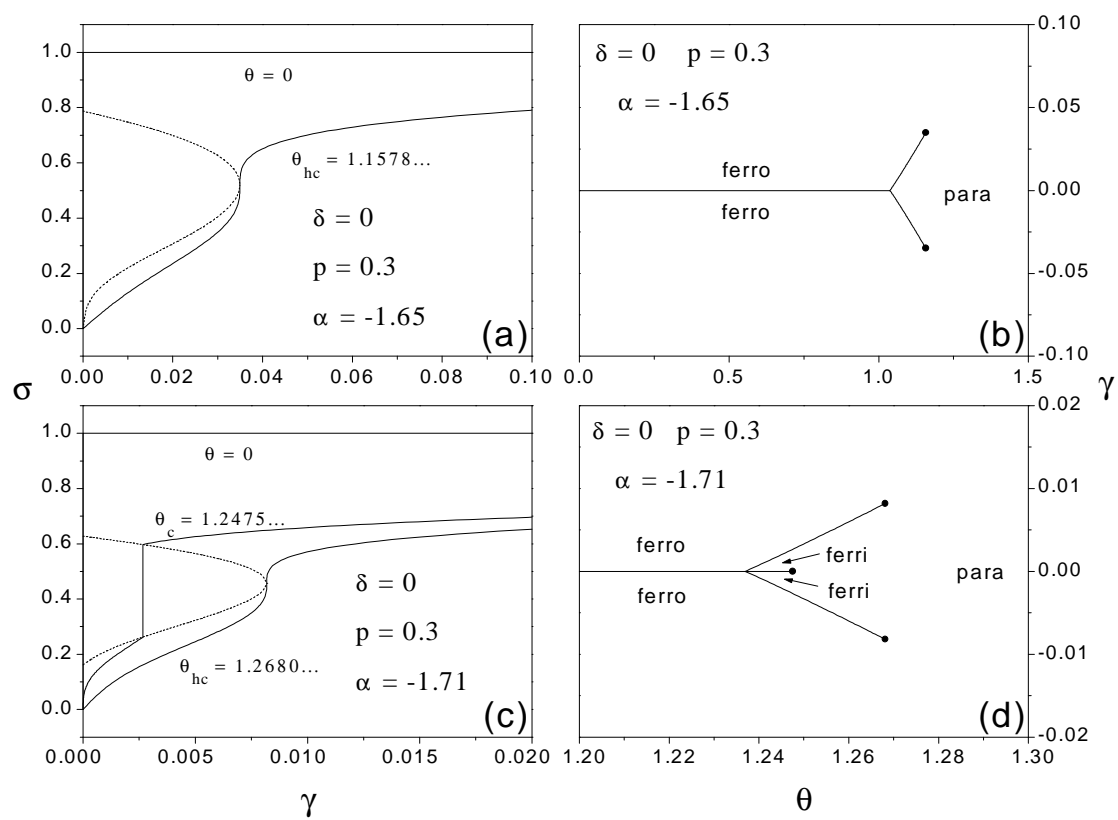 1.0
0.8
0.6
0.4
0.2
0.0
θ = 0
θhc = 1.1578...
δ = 0
p = 0.3
α = -1.65
(a)
0.00 0.02 0.04 0.06 0.08 0.10
δ = 0 p = 0.3
α = -1.65
ferro
ferro
para
(b)
0.10
0.05
0.00
-0.05
-0.10
0.0 0.5 1.0 1.5
σ
γ
1.0
0.8
0.6
0.4
0.2
0.0
θ = 0
θc = 1.2475...
δ = 0
p = 0.3
θhc = 1.2680...
α = -1.71
(c)
0.000 0.005 0.010 0.015 0.020
γ
δ = 0 p = 0.3
α = -1.71
ferro
ferri
ferro
ferri
para
(d)
0.02
0.01
0.00
-0.01
-0.02
1.20 1.22 1.24 1.26 1.28 1.30
θ